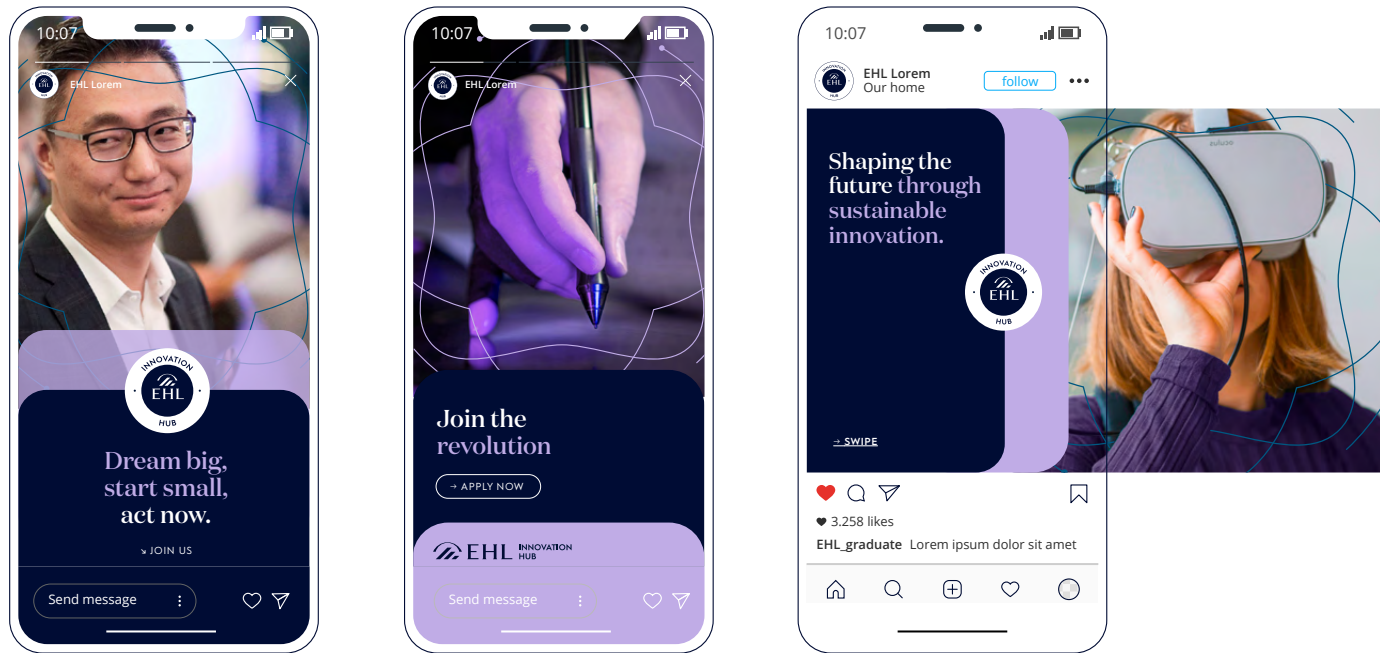 10:07
EHL Lorem
INNOVATION
EHL
HUB
Dream big,
start small,
act now.
↘ JOIN US
Send message
10:07
EHL Lorem
Join the
revolution
→ APPLY NOW
EHL INNOVATION
HUB
Send message
10:07
EHL Lorem
Our home
follow
Shaping the
future through
sustainable
innovation.
INNOVATION
EHL
HUB
→ SWIPE
3.258 likes
EHL_graduate Lorem ipsum dolor sit amet